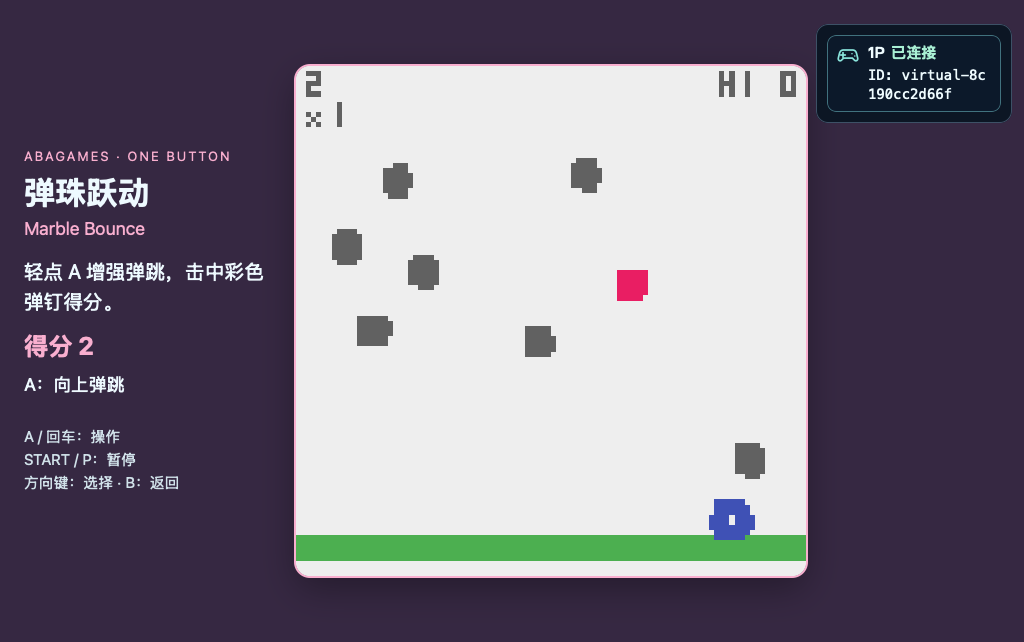 ABAGAMES · ONE BUTTON
弹珠跃动
Marble Bounce
轻点 A 增强弹跳，击中彩色
弹钉得分。
得分 2
A：向上弹跳
A / 回车：操作
START / P：暂停
方向键：选择 · B：返回
2
HI 0
x1
1P 已连接
ID: virtual-8c
190cc2d66f